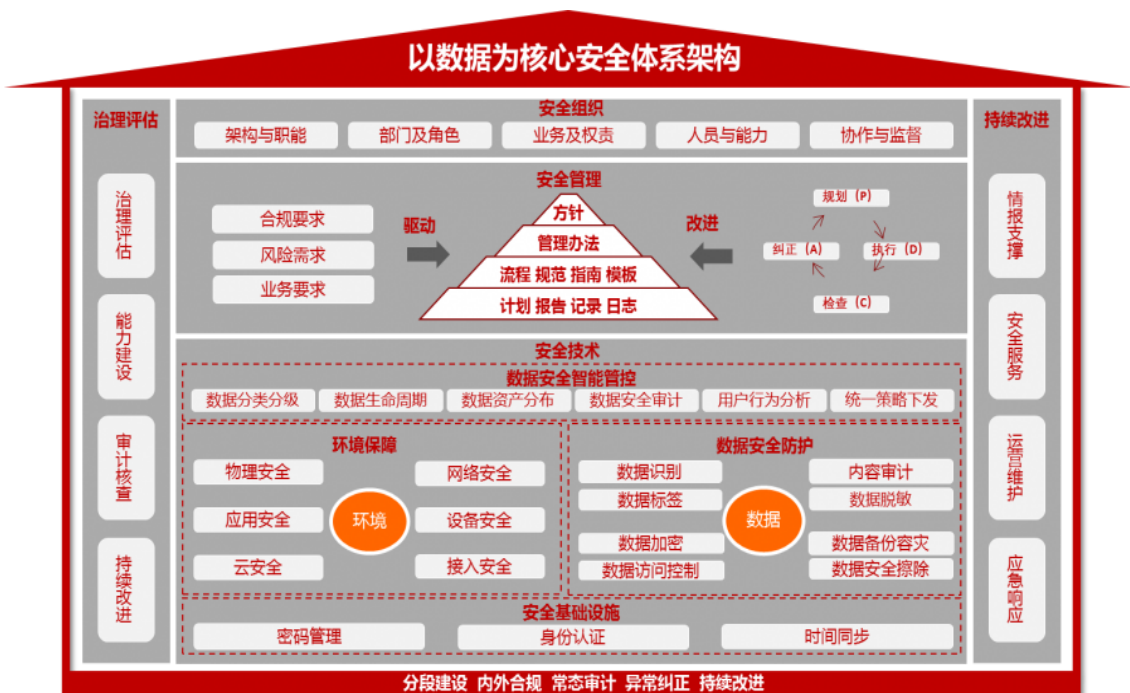 以数据为核心安全体系架构
治理评估
治理评估
能力建设
审计核查
持续改进
安全组织
架构与职能
部门及角色
业务及权责
人员与能力
协作与监督
安全管理
合规要求
风险需求
业务要求
驱动
方针
管理办法
流程 规范 指南 模板
计划 报告 记录 日志
改进
规划（P）
纠正（A）
执行（D）
检查（C）
安全技术
数据安全智能管控
数据分类分级
数据生命周期
数据资产分布
数据安全审计
用户行为分析
统一策略下发
环境保障
物理安全
网络安全
应用安全
环境
设备安全
云安全
接入安全
数据安全防护
数据识别
内容审计
数据标签
数据脱敏
数据
数据加密
数据备份容灾
数据访问控制
数据安全擦除
安全基础设施
密码管理
身份认证
时间同步
持续改进
情报支撑
安全服务
运营维护
应急响应
分段建设 内外合规 常态审计 异常纠正 持续改进